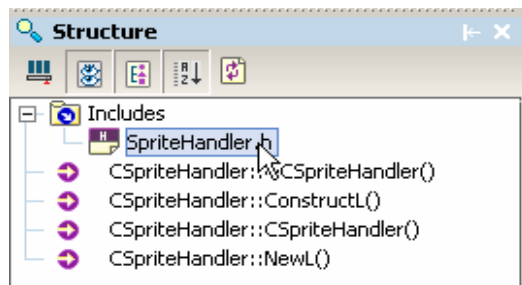 Structure
Includes
SpriteHandler.h
CSpriteHandler::~CSpriteHandler()
CSpriteHandler::ConstructL()
CSpriteHandler::CSpriteHandler()
CSpriteHandler::NewL()